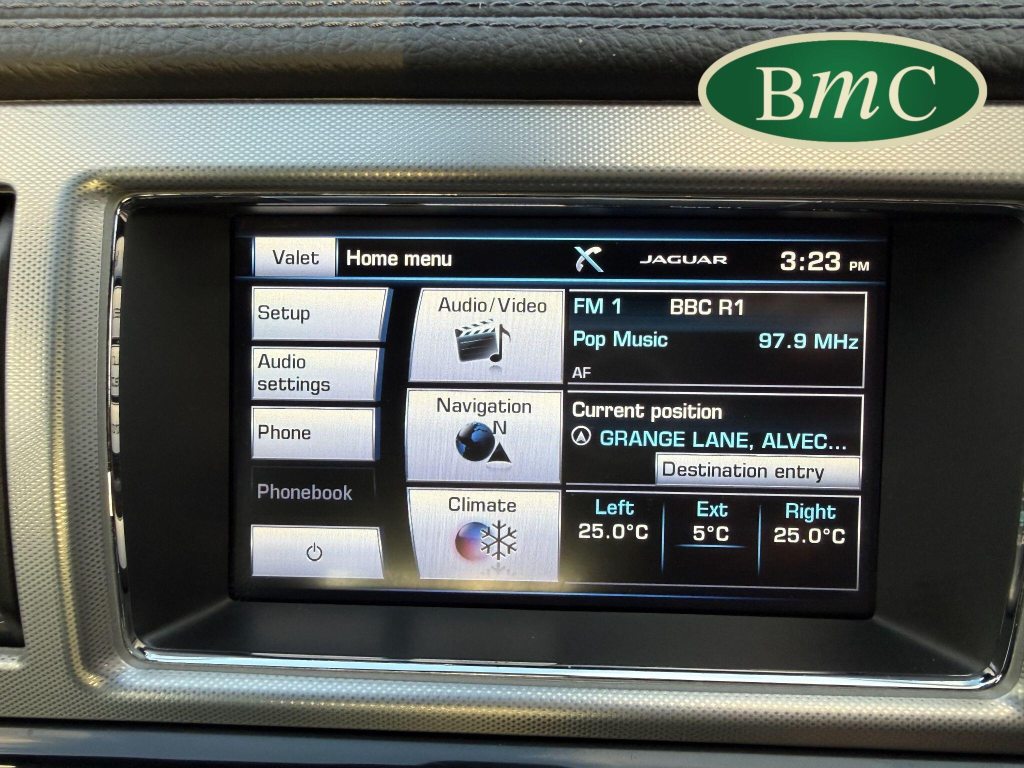 BmC
Valet
Home menu
JAGUAR
3:23 PM
Setup
Audio
settings
Phone
Phonebook
Audio/Video
FM 1
BBC R1
Pop Music
97.9 MHz
AF
Navigation
N
Current position
GRANGE LANE, ALVEC...
Destination entry
Climate
Left
25.0°C
Ext
5°C
Right
25.0°C